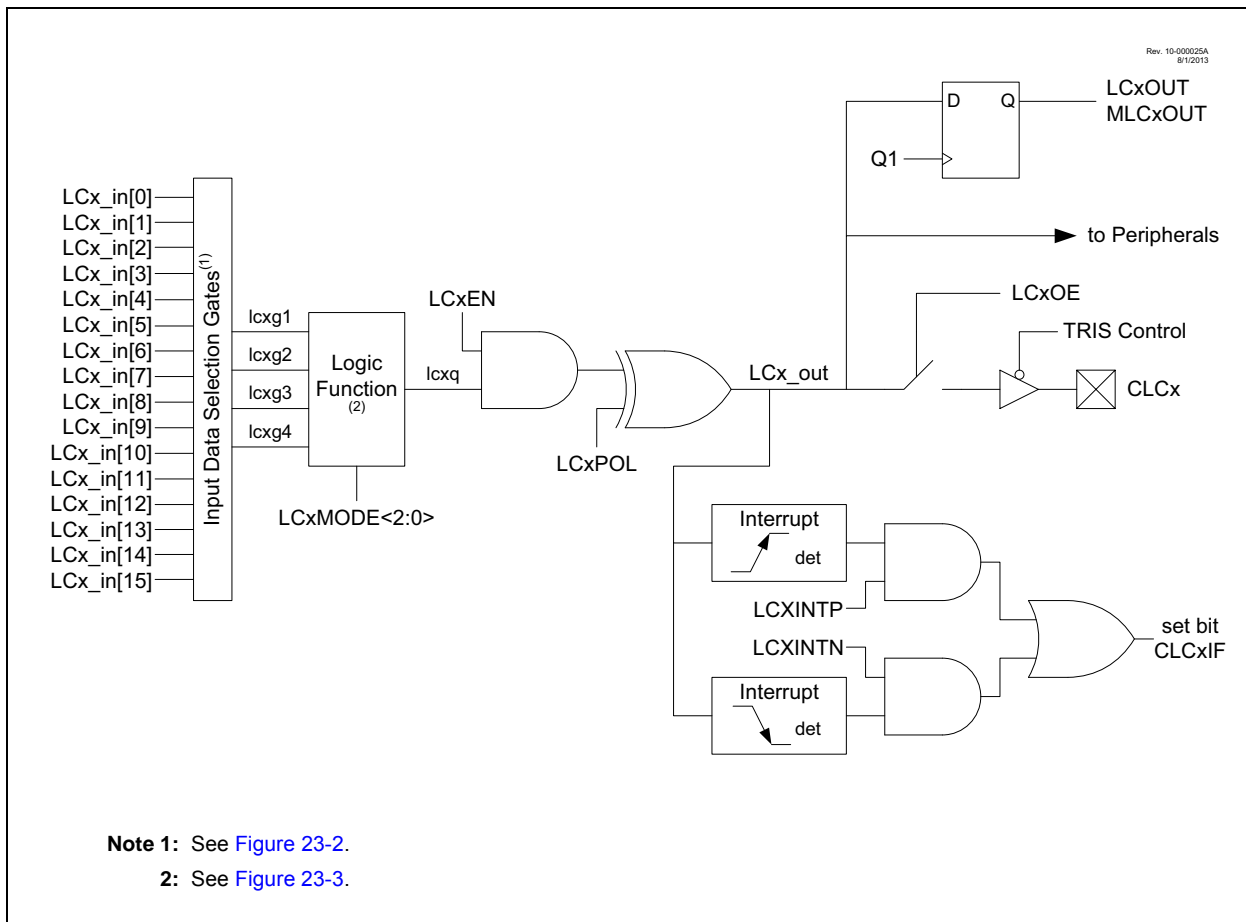 Rev. 10-000025A
8/1/2013
LCxOUT
MLCxOUT
D
Q
Q1
to Peripherals
LCxOE
TRIS Control
CLCx
LCx_in[0]
LCx_in[1]
LCx_in[2]
LCx_in[3]
LCx_in[4]
LCx_in[5]
LCx_in[6]
LCx_in[7]
LCx_in[8]
LCx_in[9]
LCx_in[10]
LCx_in[11]
LCx_in[12]
LCx_in[13]
LCx_in[14]
LCx_in[15]
Input Data Selection Gates(1)
lcxg1
lcxg2
lcxg3
lcxg4
Logic
Function
(2)
LCxMODE<2:0>
lcxq
LCxEN
LCxPOL
LCx_out
Interrupt
det
LCXINTP
LCXINTN
Interrupt
det
set bit
CLCxIF
Note 1: See Figure 23-2.
2: See Figure 23-3.